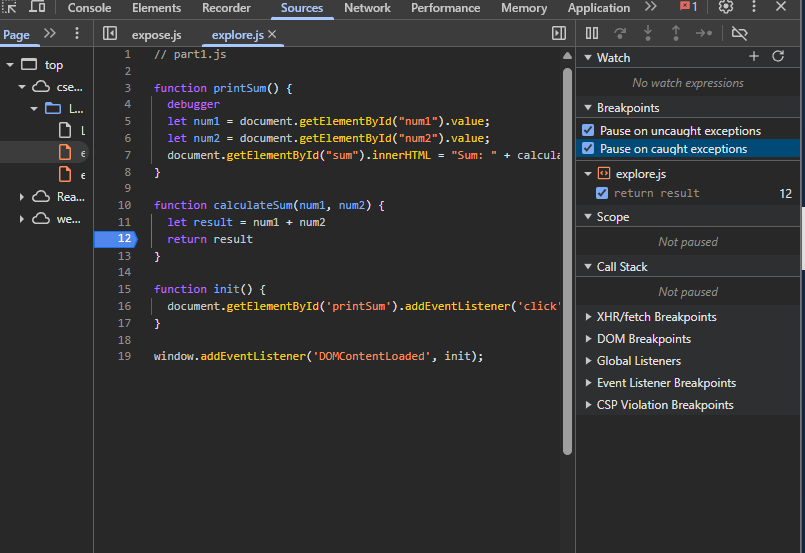 Console Elements Recorder Sources Network Performance Memory Application 1
Page
expose.js explore.js
top
cse...
L...
L
e
e
Rea...
we...
1 // part1.js
2
3 function printSum() {
4 debugger
5 let num1 = document.getElementById("num1").value;
6 let num2 = document.getElementById("num2").value;
7 document.getElementById("sum").innerHTML = "Sum: " + calcula
8 }
9
10 function calculateSum(num1, num2) {
11 let result = num1 + num2
12 return result
13 }
14
15 function init() {
16 document.getElementById('printSum').addEventListener('click'
17 }
18
19 window.addEventListener('DOMContentLoaded', init);
Watch
No watch expressions
Breakpoints
Pause on uncaught exceptions
Pause on caught exceptions
explore.js
return result 12
Scope
Not paused
Call Stack
Not paused
XHR/fetch Breakpoints
DOM Breakpoints
Global Listeners
Event Listener Breakpoints
CSP Violation Breakpoints